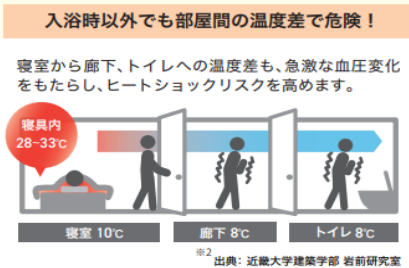 入浴時以外でも部屋間の温度差で危険！
寝室から廊下、トイレへの温度差も、急激な血圧変化
をもたらし、ヒートショックリスクを高めます。
寝具内
28~33℃
寝室 10℃
廊下 8℃
トイレ 8℃
※2
出典： 近畿大学建築学部 岩前研究室